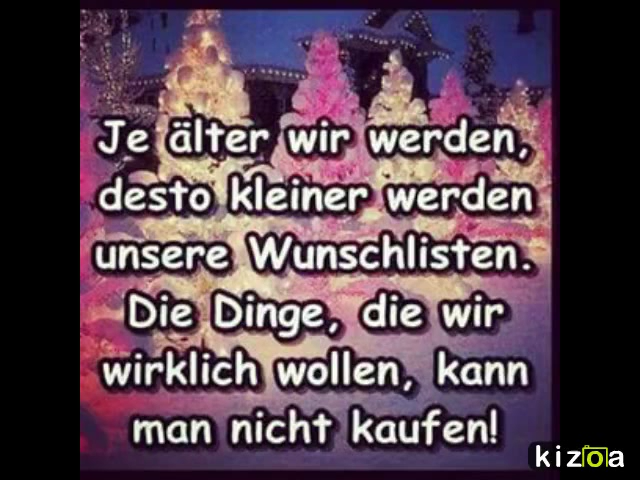 Je älter wir werden,
desto kleiner werden
unsere Wunschlisten.
Die Dinge, die wir
wirklich wollen, kann
man nicht kaufen!
kizoa